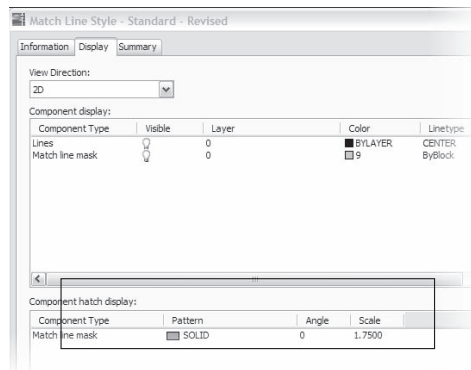 Match Line Style - Standard - Revised
Information Display Summary
View Direction:
2D
Component display:
Component Type Visible Layer Color Linetype
Lines 0 BYLAYER CENTER
Match line mask 0 9 ByBlock
Component hatch display:
Component Type Pattern Angle Scale
Match line mask SOLID 0 1.7500